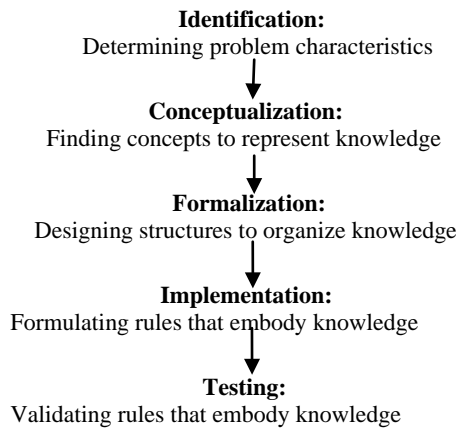 Identification:
Determining problem characteristics
Conceptualization:
Finding concepts to represent knowledge
Formalization:
Designing structures to organize knowledge
Implementation:
Formulating rules that embody knowledge
Testing:
Validating rules that embody knowledge